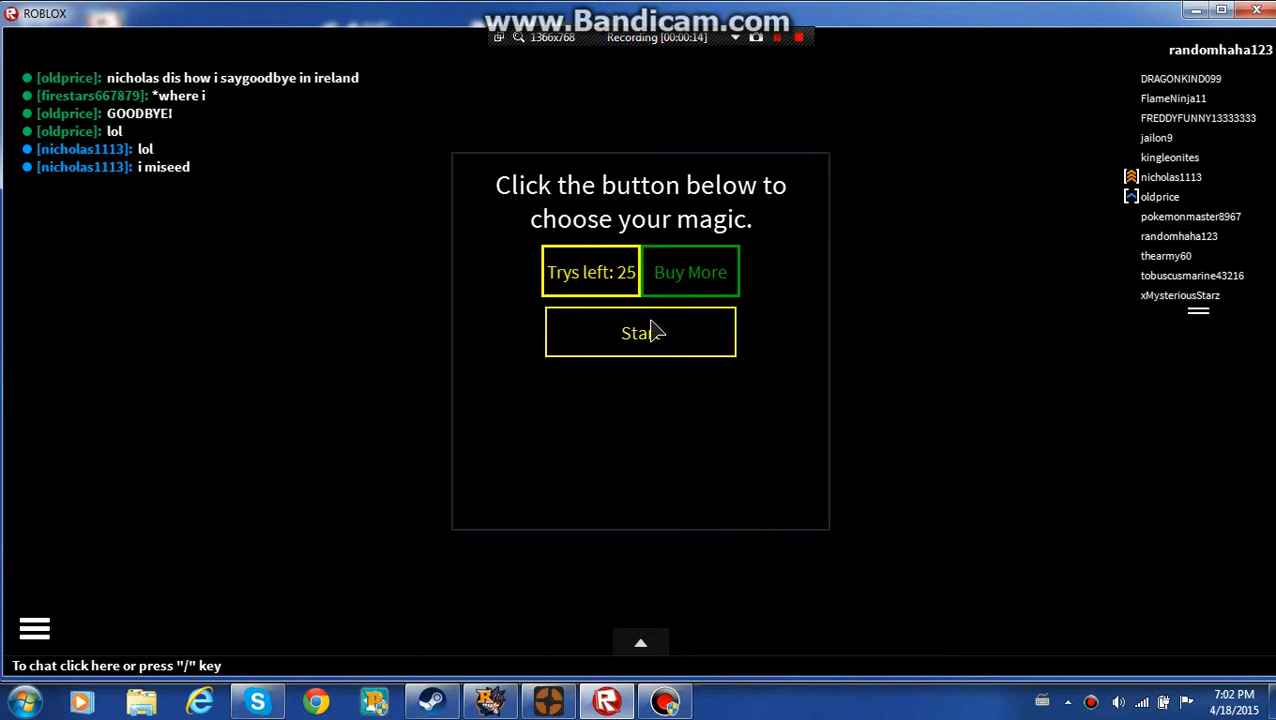 ROBLOX
www.Bandicam.com
1366x768
Recording [00:00:14]
randomhaha123
[oldprice]: nicholas dis how i saygoodbye in ireland
[firestars667879]: *where i
[oldprice]: GOODBYE!
[oldprice]: lol
[nicholas1113]: lol
[nicholas1113]: i miseed
DRAGONKIND099
FlameNinja11
FREDDYFUNNY13333333
jailon9
kingleonites
nicholas1113
oldprice
pokemonmaster8967
randomhaha123
thearmy60
tobuscusmarine43216
xMysteriousStarz
Click the button below to
choose your magic.
Trys left: 25
Buy More
Start
To chat click here or press "/" key
7:02 PM
4/18/2015